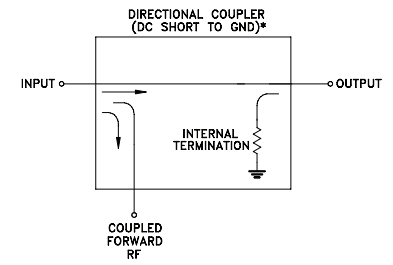 DIRECTIONAL COUPLER
(DC SHORT TO GND)*
INPUT
OUTPUT
INTERNAL
TERMINATION
COUPLED
FORWARD
RF